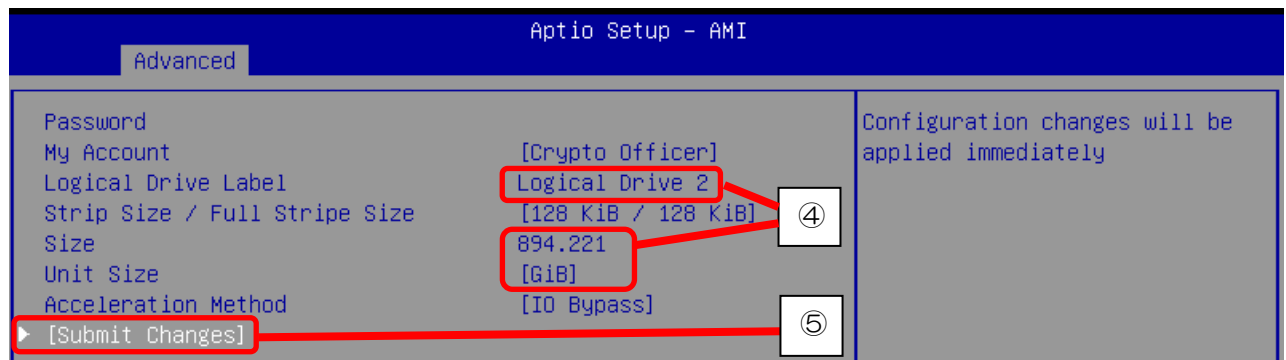 Aptio Setup – AMI
Advanced
Password
My Account [Crypto Officer]
Logical Drive Label Logical Drive 2
Strip Size / Full Stripe Size [128 KiB / 128 KiB]
Size 894.221
Unit Size [GiB]
Acceleration Method [IO Bypass]
[Submit Changes]
④
⑤
Configuration changes will be
applied immediately